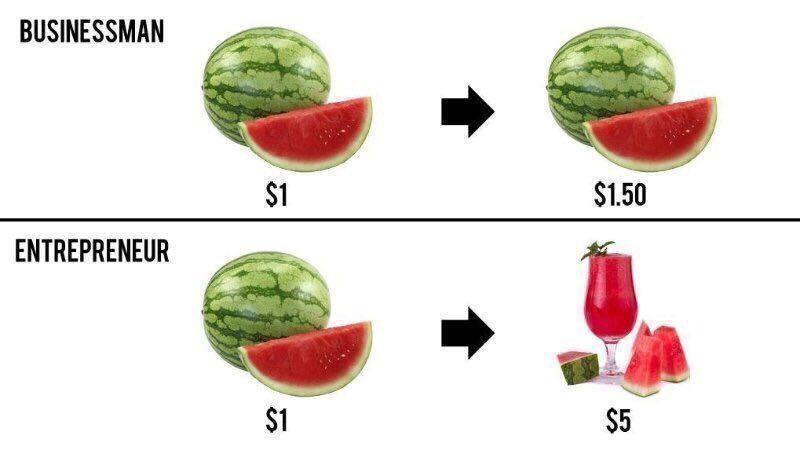 BUSINESSMAN
$1
$1.50
ENTREPRENEUR
$1
$5